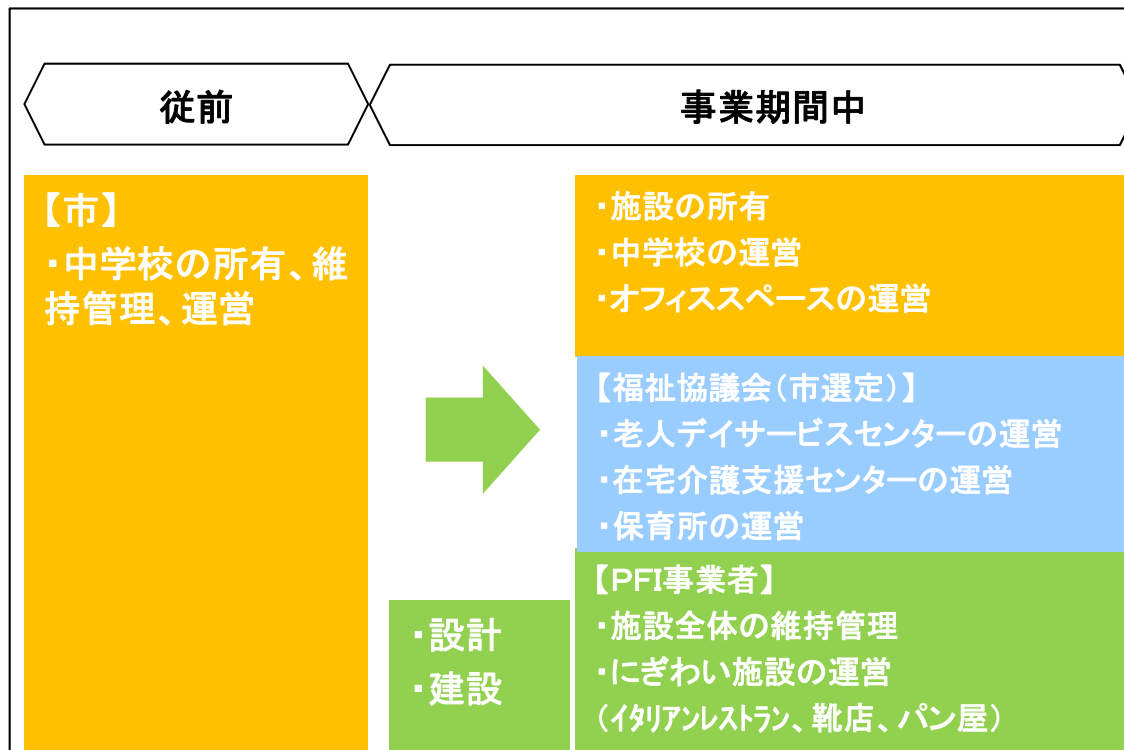 従前
事業期間中
【市】
・中学校の所有、維
持管理、運営
・施設の所有
・中学校の運営
・オフィススペースの運営
【福祉協議会（市選定）】
・老人デイサービスセンターの運営
・在宅介護支援センターの運営
・保育所の運営
・設計
・建設
【PFI事業者】
・施設全体の維持管理
・にぎわい施設の運営
（イタリアンレストラン、靴店、パン屋）